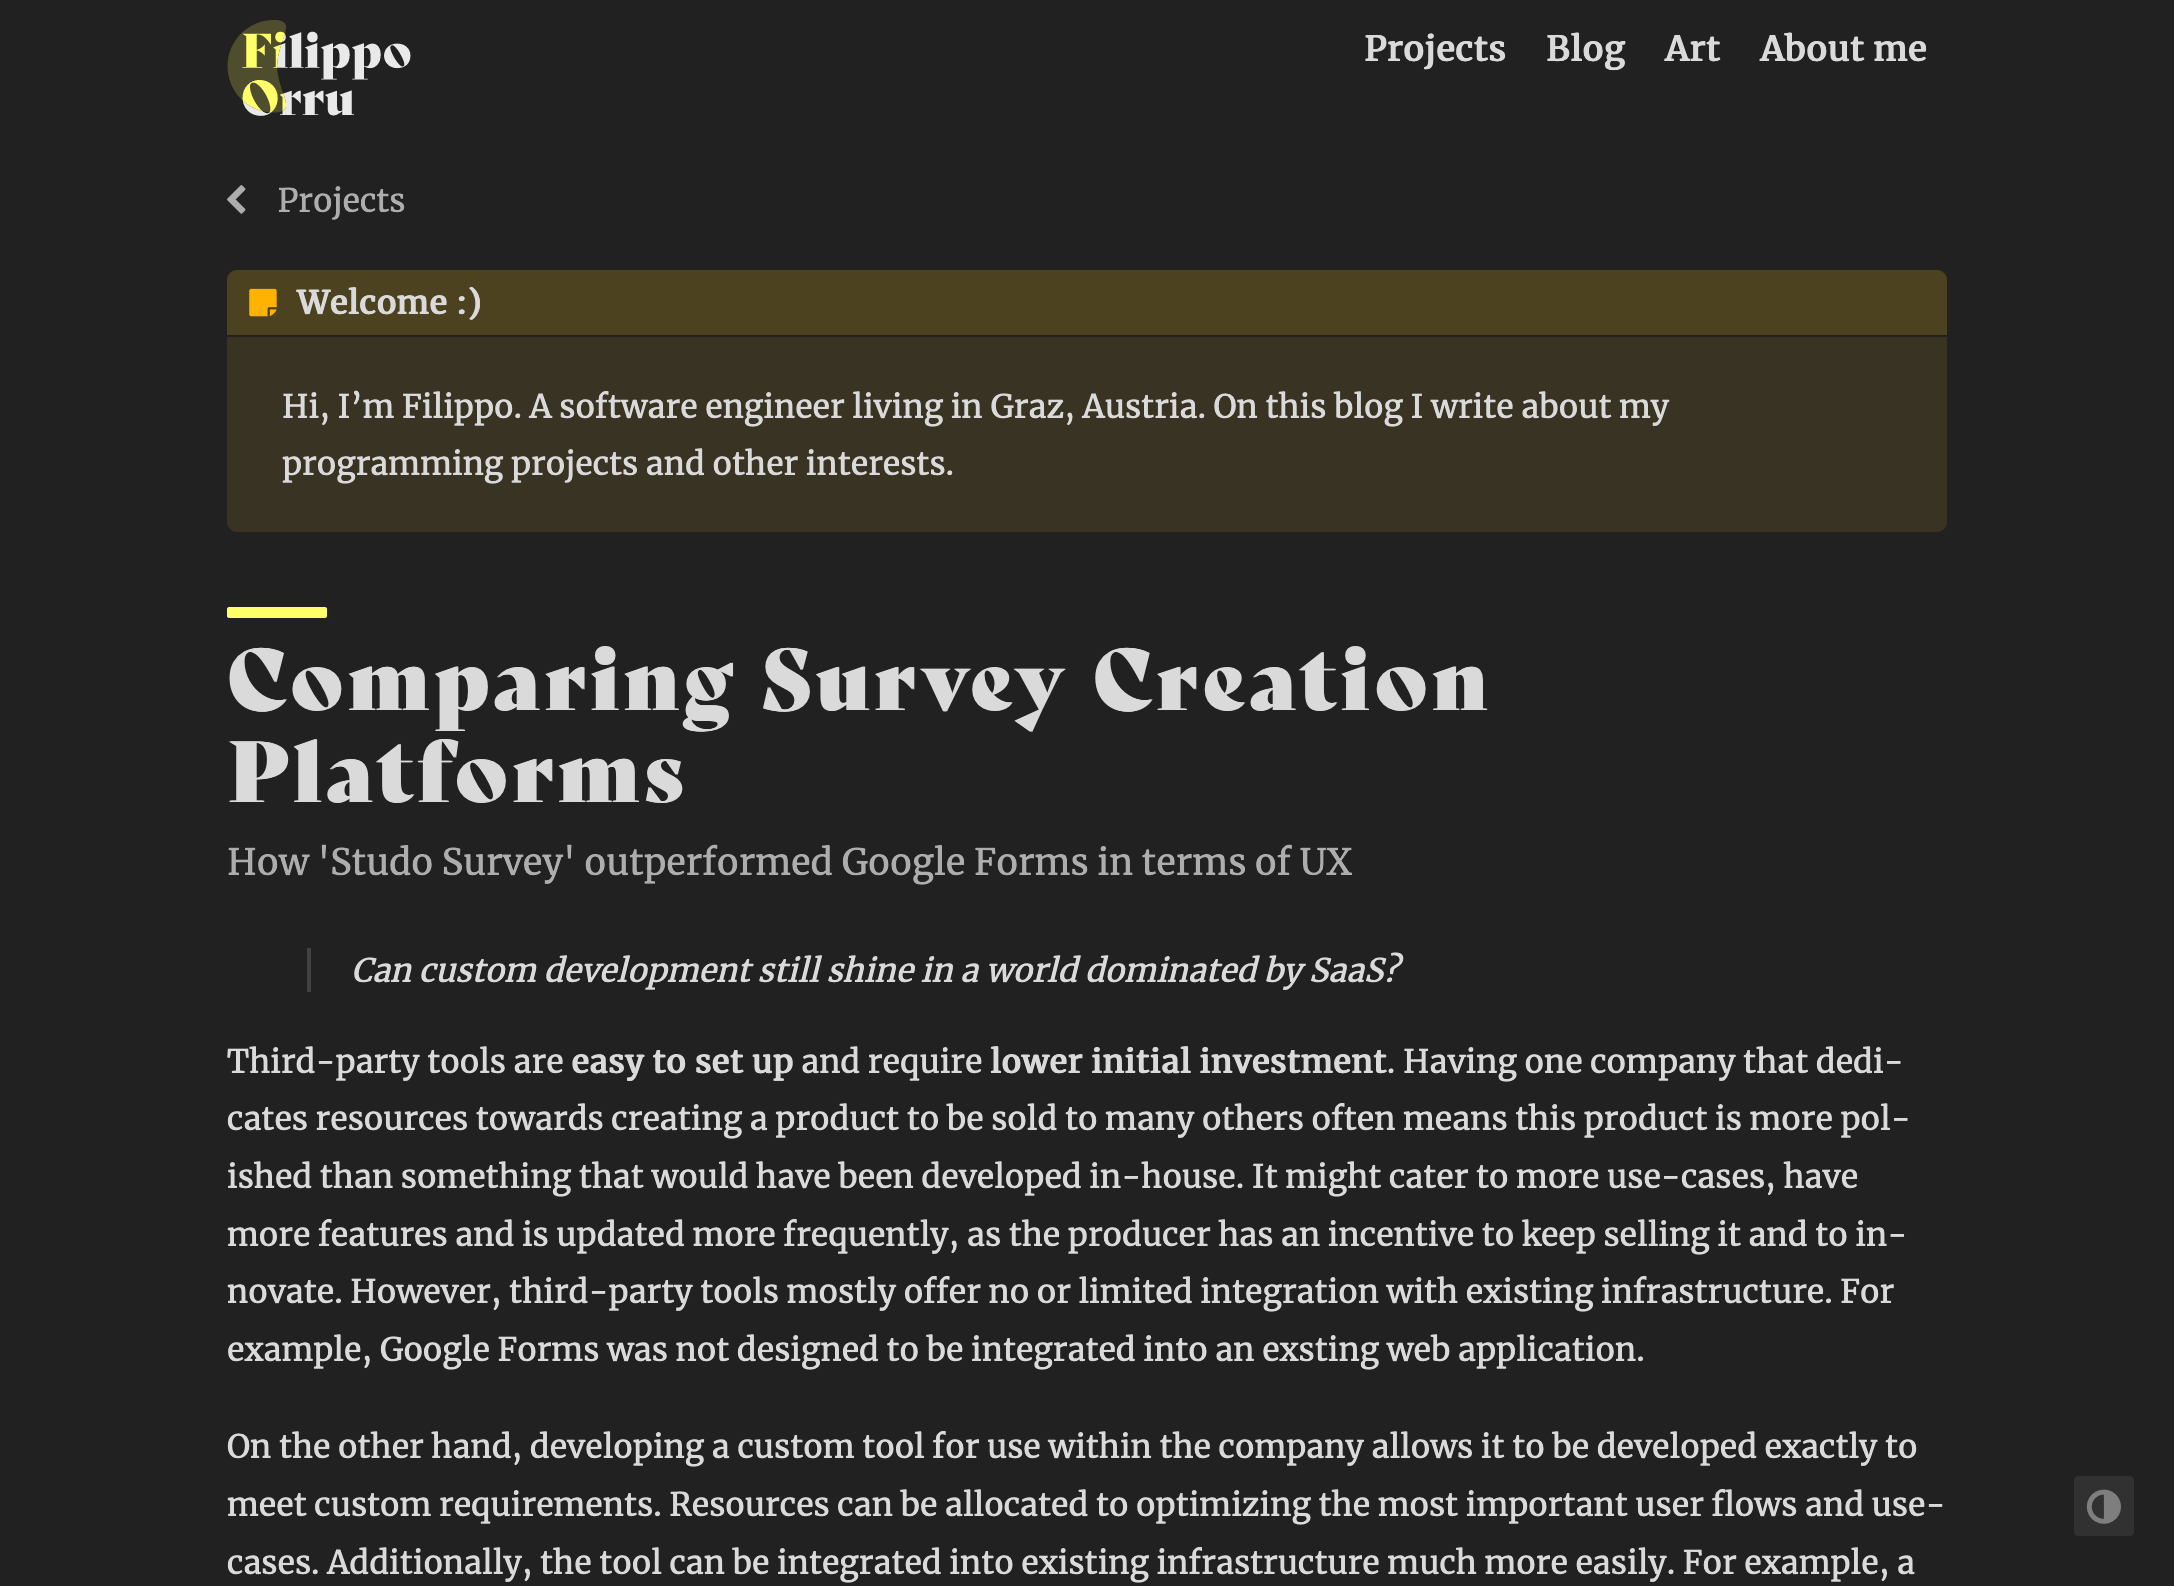 Filippo
Orru
Projects Blog Art About me
Projects
Welcome :)
Hi, I’m Filippo. A software engineer living in Graz, Austria. On this blog I write about my
programming projects and other interests.
Comparing Survey Creation
Platforms
How 'Studo Survey' outperformed Google Forms in terms of UX
Can custom development still shine in a world dominated by SaaS?
Third-party tools are easy to set up and require lower initial investment. Having one company that dedi-
cates resources towards creating a product to be sold to many others often means this product is more pol-
ished than something that would have been developed in-house. It might cater to more use-cases, have
more features and is updated more frequently, as the producer has an incentive to keep selling it and to in-
novate. However, third-party tools mostly offer no or limited integration with existing infrastructure. For
example, Google Forms was not designed to be integrated into an exsting web application.
On the other hand, developing a custom tool for use within the company allows it to be developed exactly to
meet custom requirements. Resources can be allocated to optimizing the most important user flows and use-
cases. Additionally, the tool can be integrated into existing infrastructure much more easily. For example, a